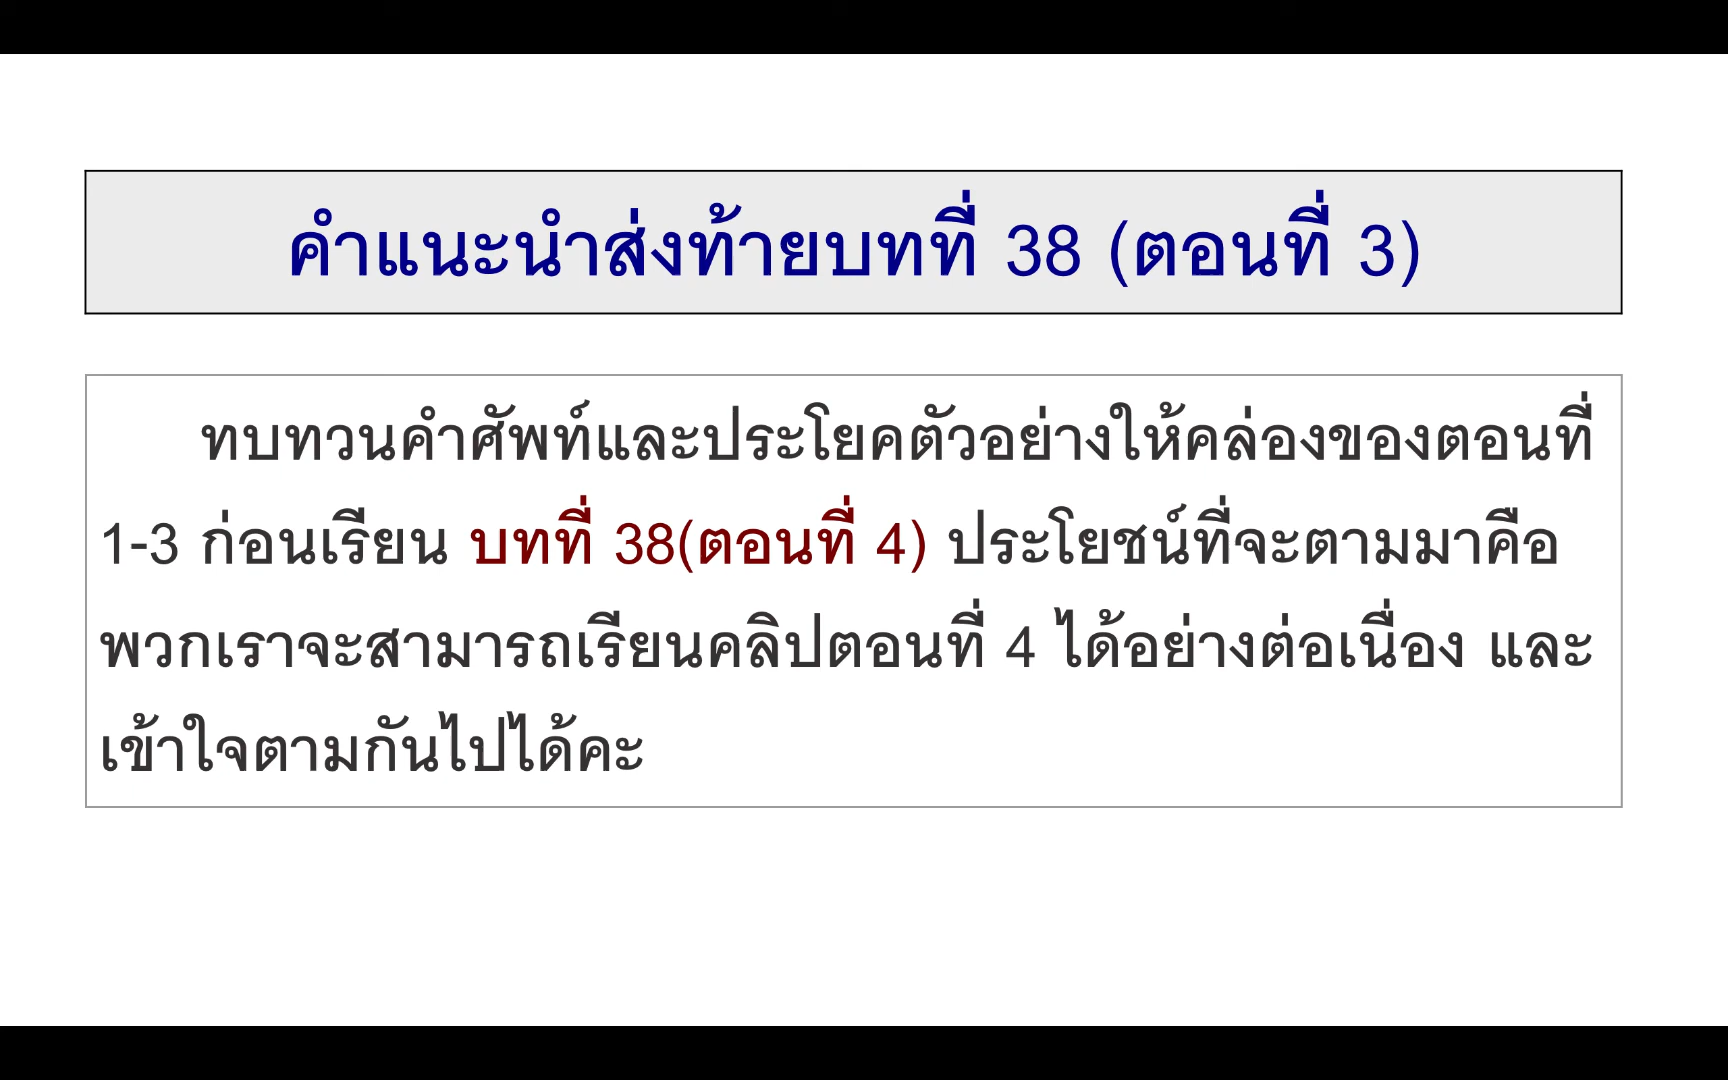 คำแนะนำส่งท้ายบทที่ 38 (ตอนที่ 3)
ทบทวนคำศัพท์และประโยคตัวอย่างให้คล่องของตอนที่
1-3 ก่อนเรียน บทที่ 38(ตอนที่ 4) ประโยชน์ที่จะตามมาคือ
พวกเราจะสามารถเรียนคลิปตอนที่ 4 ได้อย่างต่อเนื่อง และ
เข้าใจตามกันไปได้คะ